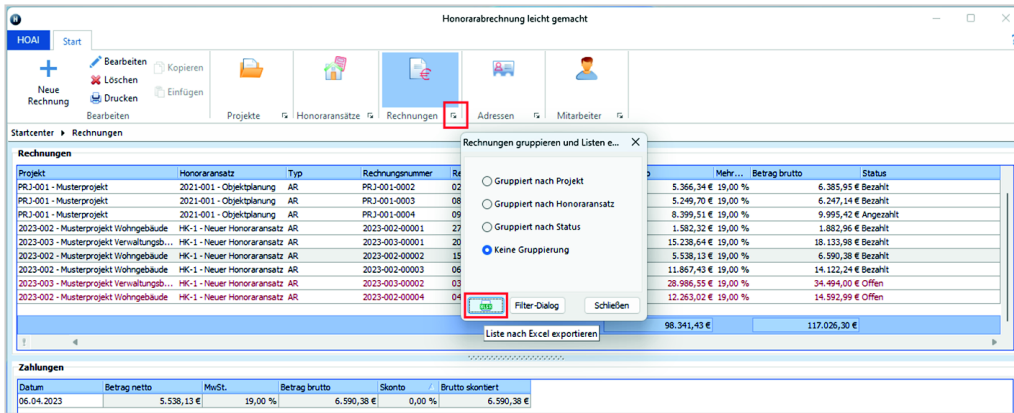 Honorarabrechnung leicht gemacht
HOAI Start
Neue Rechnung
Bearbeiten
Löschen
Drucken
Kopieren
Einfügen
Bearbeiten Projekte Honoraransätze Rechnungen Adressen Mitarbeiter
Startcenter Rechnungen
Rechnungen
Projekt Honoraransatz Typ Rechnungsnummer Mehr... Betrag brutto Status
PRJ-001 - Musterprojekt 2021-001 - Objektplanung AR PRJ-001-0002 02 5.366,34 € 19,00 % 6.385,95 € Bezahlt
PRJ-001 - Musterprojekt 2021-001 - Objektplanung AR PRJ-001-0003 08 5.249,70 € 19,00 % 6.247,14 € Bezahlt
PRJ-001 - Musterprojekt 2021-001 - Objektplanung AR PRJ-001-0004 09 8.399,51 € 19,00 % 9.995,42 € Angezahlt
2023-002 - Musterprojekt Wohngebäude HK-1 - Neuer Honoraransatz AR 2023-002-00001 27 1.582,32 € 19,00 % 1.882,96 € Bezahlt
2023-003 - Musterprojekt Verwaltungsb... HK-1 - Neuer Honoraransatz AR 2023-003-00001 20 15.238,64 € 19,00 % 18.133,98 € Bezahlt
2023-002 - Musterprojekt Wohngebäude HK-1 - Neuer Honoraransatz AR 2023-002-00002 15 5.538,13 € 19,00 % 6.590,38 € Bezahlt
2023-002 - Musterprojekt Wohngebäude HK-1 - Neuer Honoraransatz AR 2023-002-00003 06 11.867,43 € 19,00 % 14.122,24 € Bezahlt
2023-003 - Musterprojekt Verwaltungsb... HK-1 - Neuer Honoraransatz AR 2023-003-00002 03 28.986,55 € 19,00 % 34.494,00 € Offen
2023-002 - Musterprojekt Wohngebäude HK-1 - Neuer Honoraransatz AR 2023-002-00004 04 12.263,02 € 19,00 % 14.592,99 € Offen
98.341,43 € 117.026,30 €
Rechnungen gruppieren und Listen e...
Gruppiert nach Projekt
Gruppiert nach Honoraransatz
Gruppiert nach Status
Keine Gruppierung
Filter-Dialog Schließen
Liste nach Excel exportieren
Zahlungen
Datum Betrag netto MwSt. Betrag brutto Skonto Brutto skontiert
06.04.2023 5.538,13 € 19,00 % 6.590,38 € 0,00 % 6.590,38 €